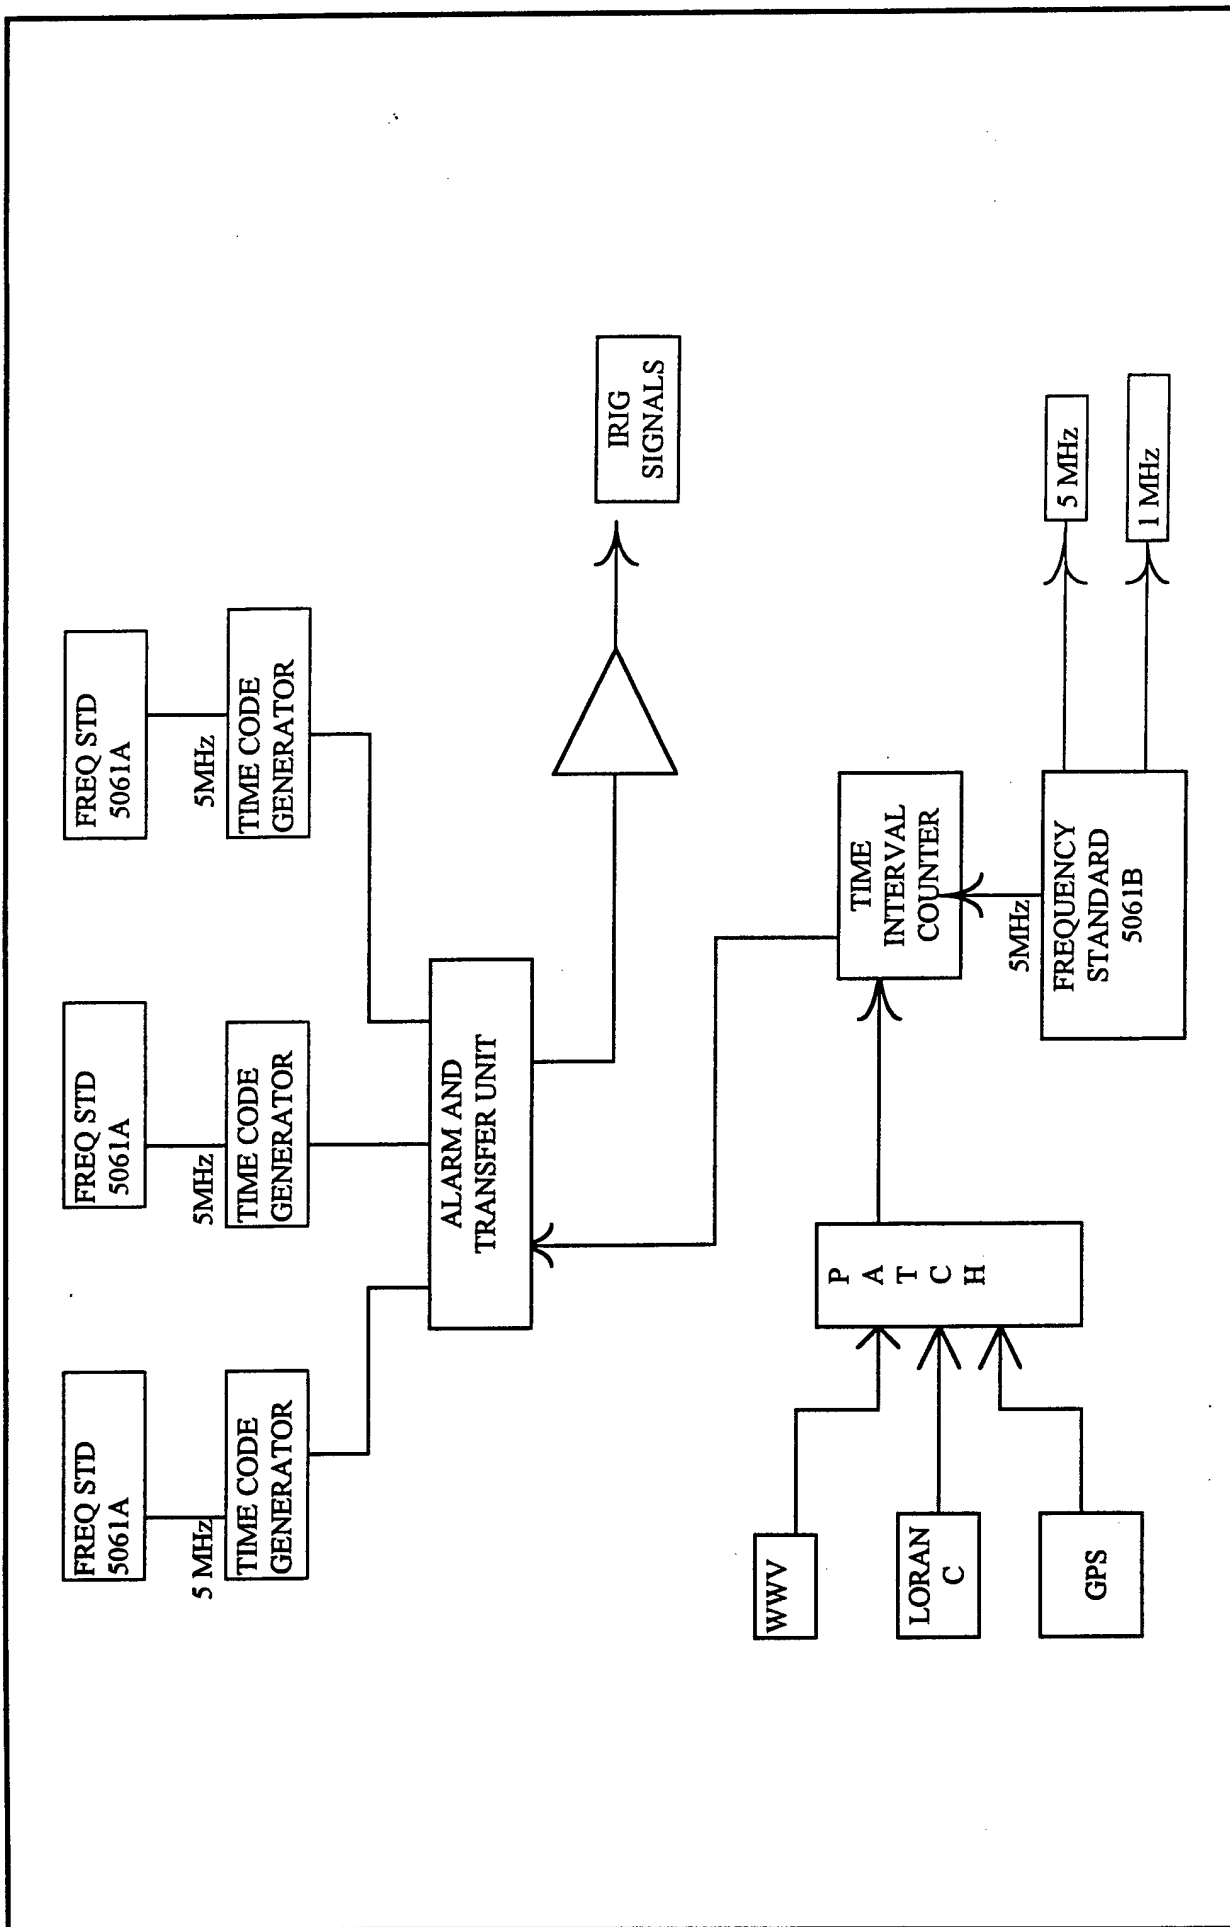 FREQ STD
5061A
5 MHz
TIME CODE
GENERATOR
FREQ STD
5061A
5MHz
TIME CODE
GENERATOR
FREQ STD
5061A
5MHz
TIME CODE
GENERATOR
ALARM AND
TRANSFER UNIT
IRIG
SIGNALS
WWV
LORAN
C
GPS
P
A
T
C
H
TIME
INTERVAL
COUNTER
5MHz
FREQUENCY
STANDARD
5061B
5 MHz
1 MHz